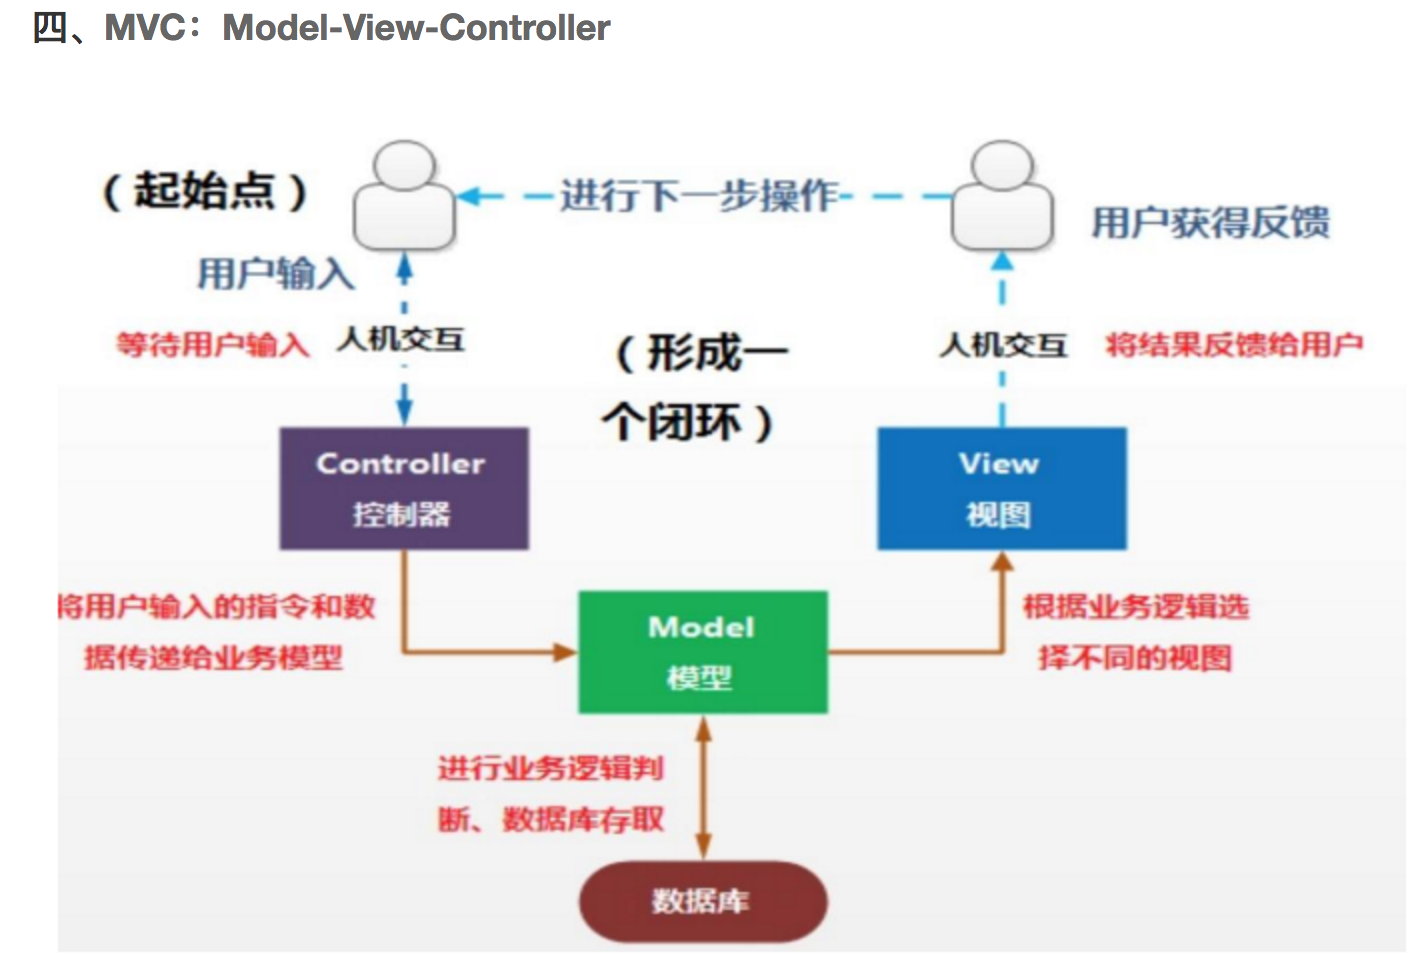 四、MVC：Model-View-Controller
（起始点）
进行下一步操作
用户获得反馈
用户输入
等待用户输入
人机交互
（形成一
个闭环）
人机交互
将结果反馈给用户
Controller
控制器
View
视图
将用户输入的指令和数
据传递给业务模型
Model
模型
根据业务逻辑选
择不同的视图
进行业务逻辑判
断、数据库存取
数据库